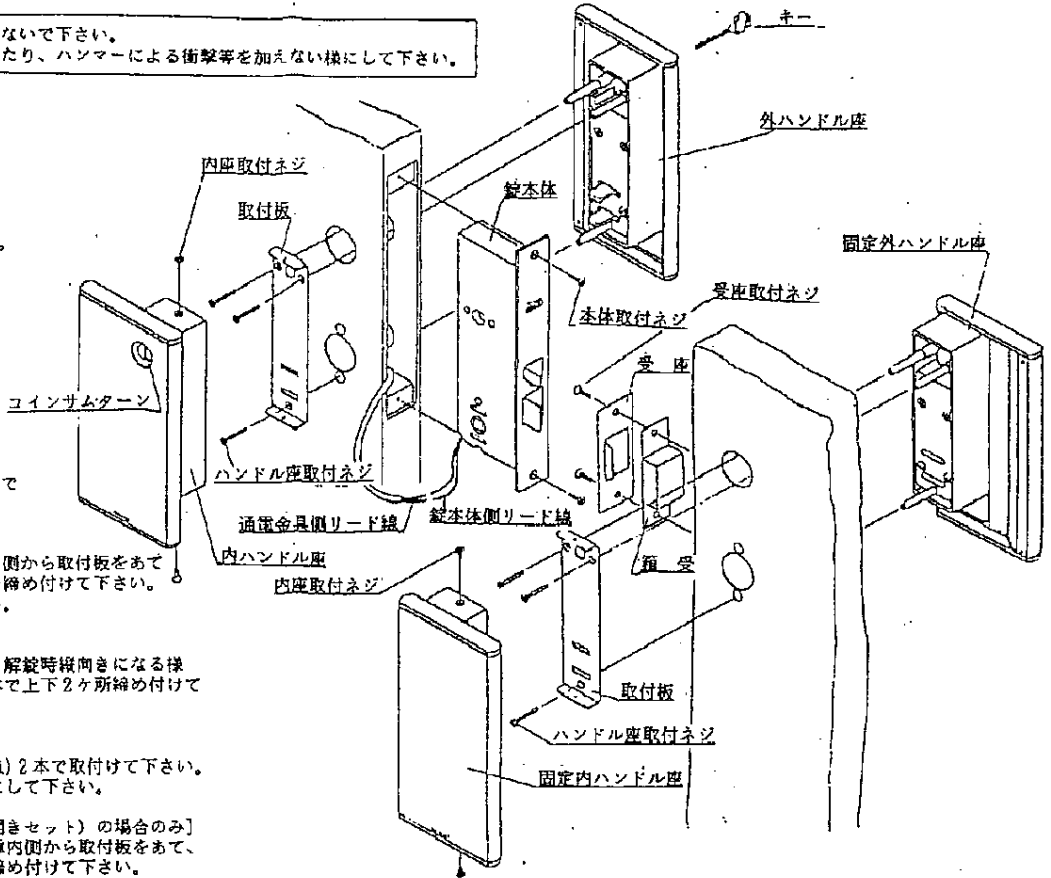 ないで下さい。
たり、ハンマーによる衝撃等を加えない様にして下さい。
キー
外ハンドル座
内座取付ネジ
取付板
錠本体
固定外ハンドル座
受座取付ネジ
本体取付ネジ
受 座
コインサムターン
ハンドル座取付ネジ
で
通電金具側リード線
錠本体側リード線
側から取付板をあて
内ハンドル座
締め付けて下さい。
内座取付ネジ
箱 受
解錠時縦向きになる様
で上下2ケ所締め付けて
取付板
ハンドル座取付ネジ
2本で取付けて下さい。
固定内ハンドル座
にして下さい。
開きセット）の場合のみ］
内側から取付板をあて、
締め付けて下さい。